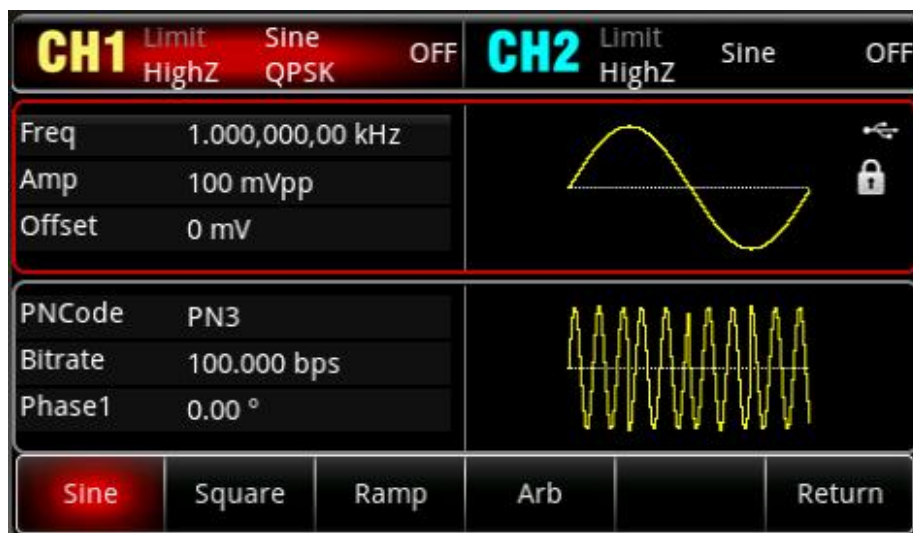 CH1 Limit Sine OFF CH2 Limit Sine OFF
HighZ QPSK HighZ
Freq 1.000,000,00 kHz
Amp 100 mVpp
Offset 0 mV
PNCode PN3
Bitrate 100.000 bps
Phase1 0.00 °
Sine Square Ramp Arb Return